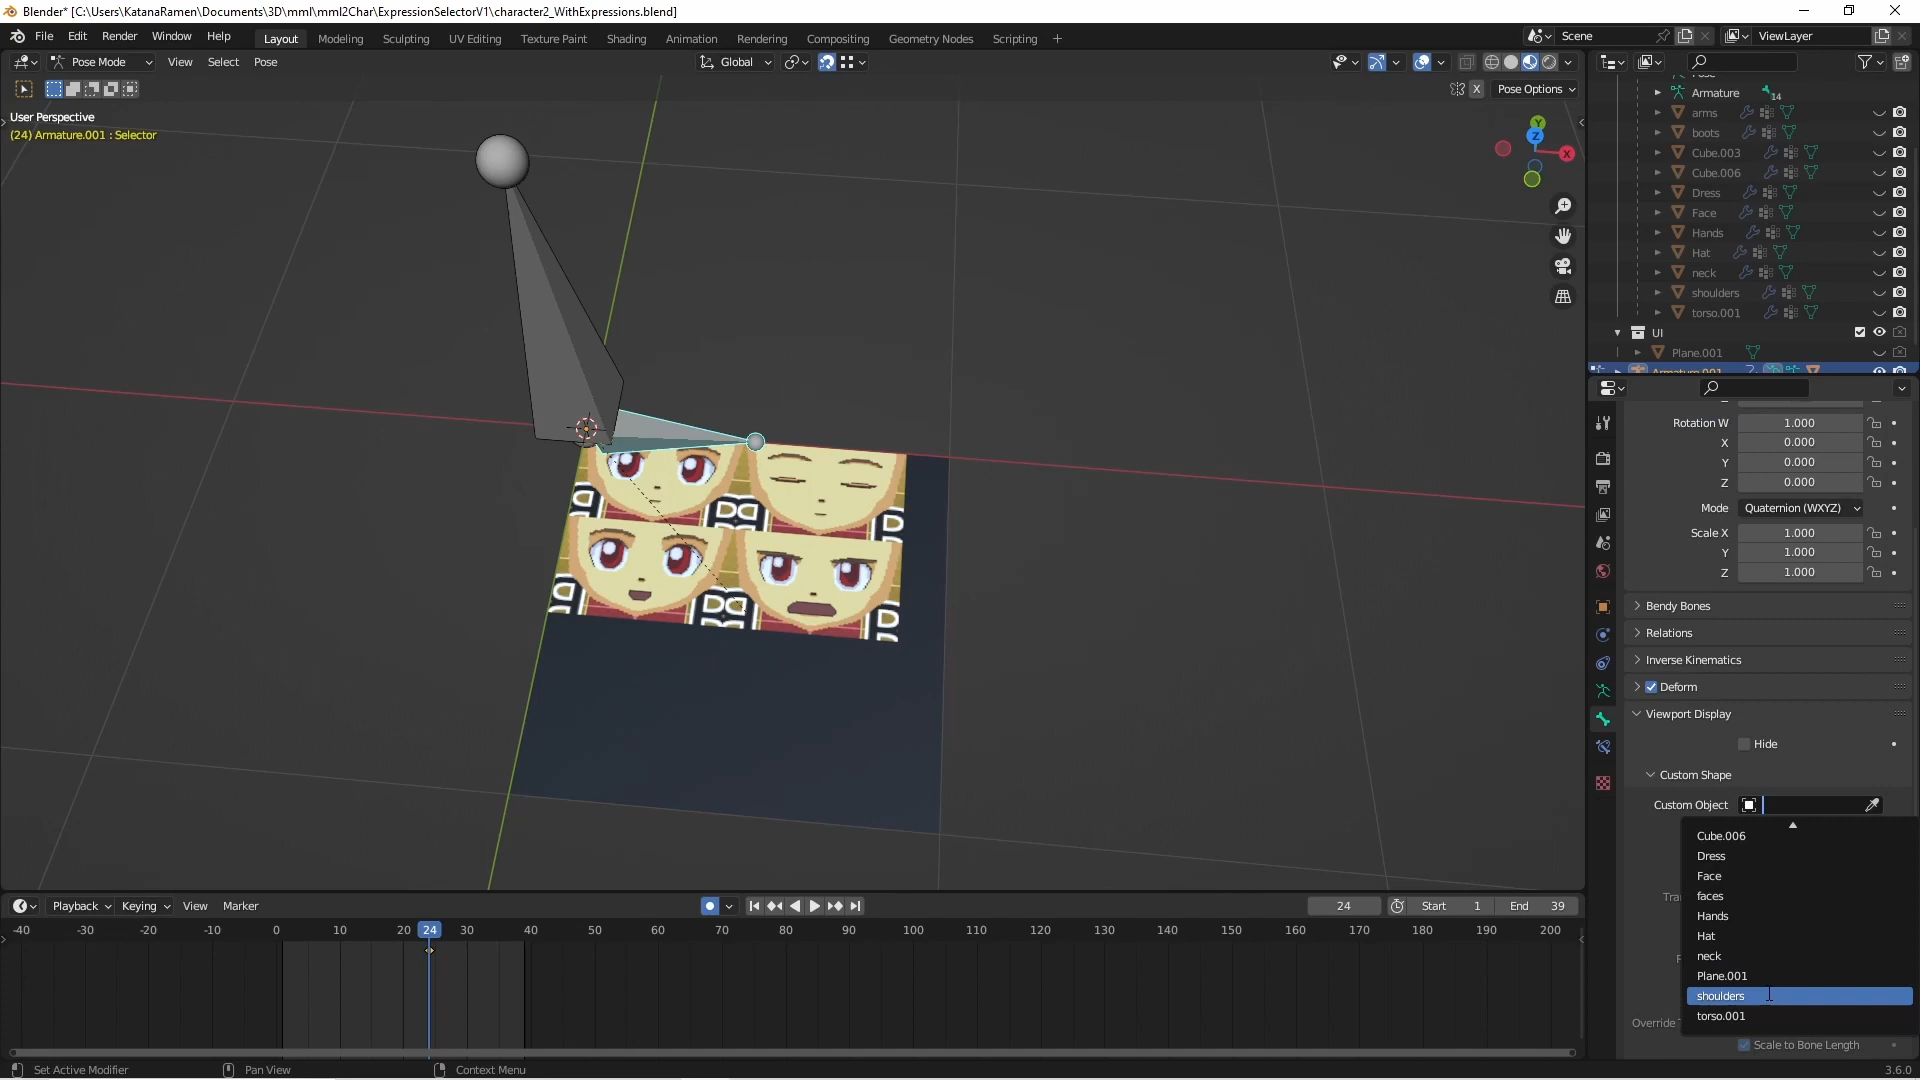 Blender* [C:\Users\KatanaRamen\Documents\3D\mml\mml2Char\ExpressionSelectorV1\character2_WithExpressions.blend]
File Edit Render Window Help Layout Modeling Sculpting UV Editing Texture Paint Shading Animation Rendering Compositing Geometry Nodes Scripting + Scene ViewLayer
Pose Mode View Select Pose Global
X Pose Options
User Perspective
(24) Armature.001 : Selector
Y
Z
X
Armature 14
arms
boots
Cube.003
Cube.006
Dress
Face
Hands
Hat
neck
shoulders
torso.001
UI
Plane.001
Armature.001
Rotation W 1.000
X 0.000
Y 0.000
Z 0.000
Mode Quaternion (WXYZ)
Scale X 1.000
Y 1.000
Z 1.000
Bendy Bones
Relations
Inverse Kinematics
Deform
Viewport Display
Hide
Custom Shape
Custom Object
Cube.006
Dress
Face
faces
Hands
Hat
neck
Plane.001
shoulders
torso.001
Override
Scale to Bone Length
Playback Keying View Marker 24 Start 1 End 39
-40 -30 -20 -10 0 10 20 24 30 40 50 60 70 80 90 100 110 120 130 140 150 160 170 180 190 200
Set Active Modifier Pan View Context Menu 3.6.0